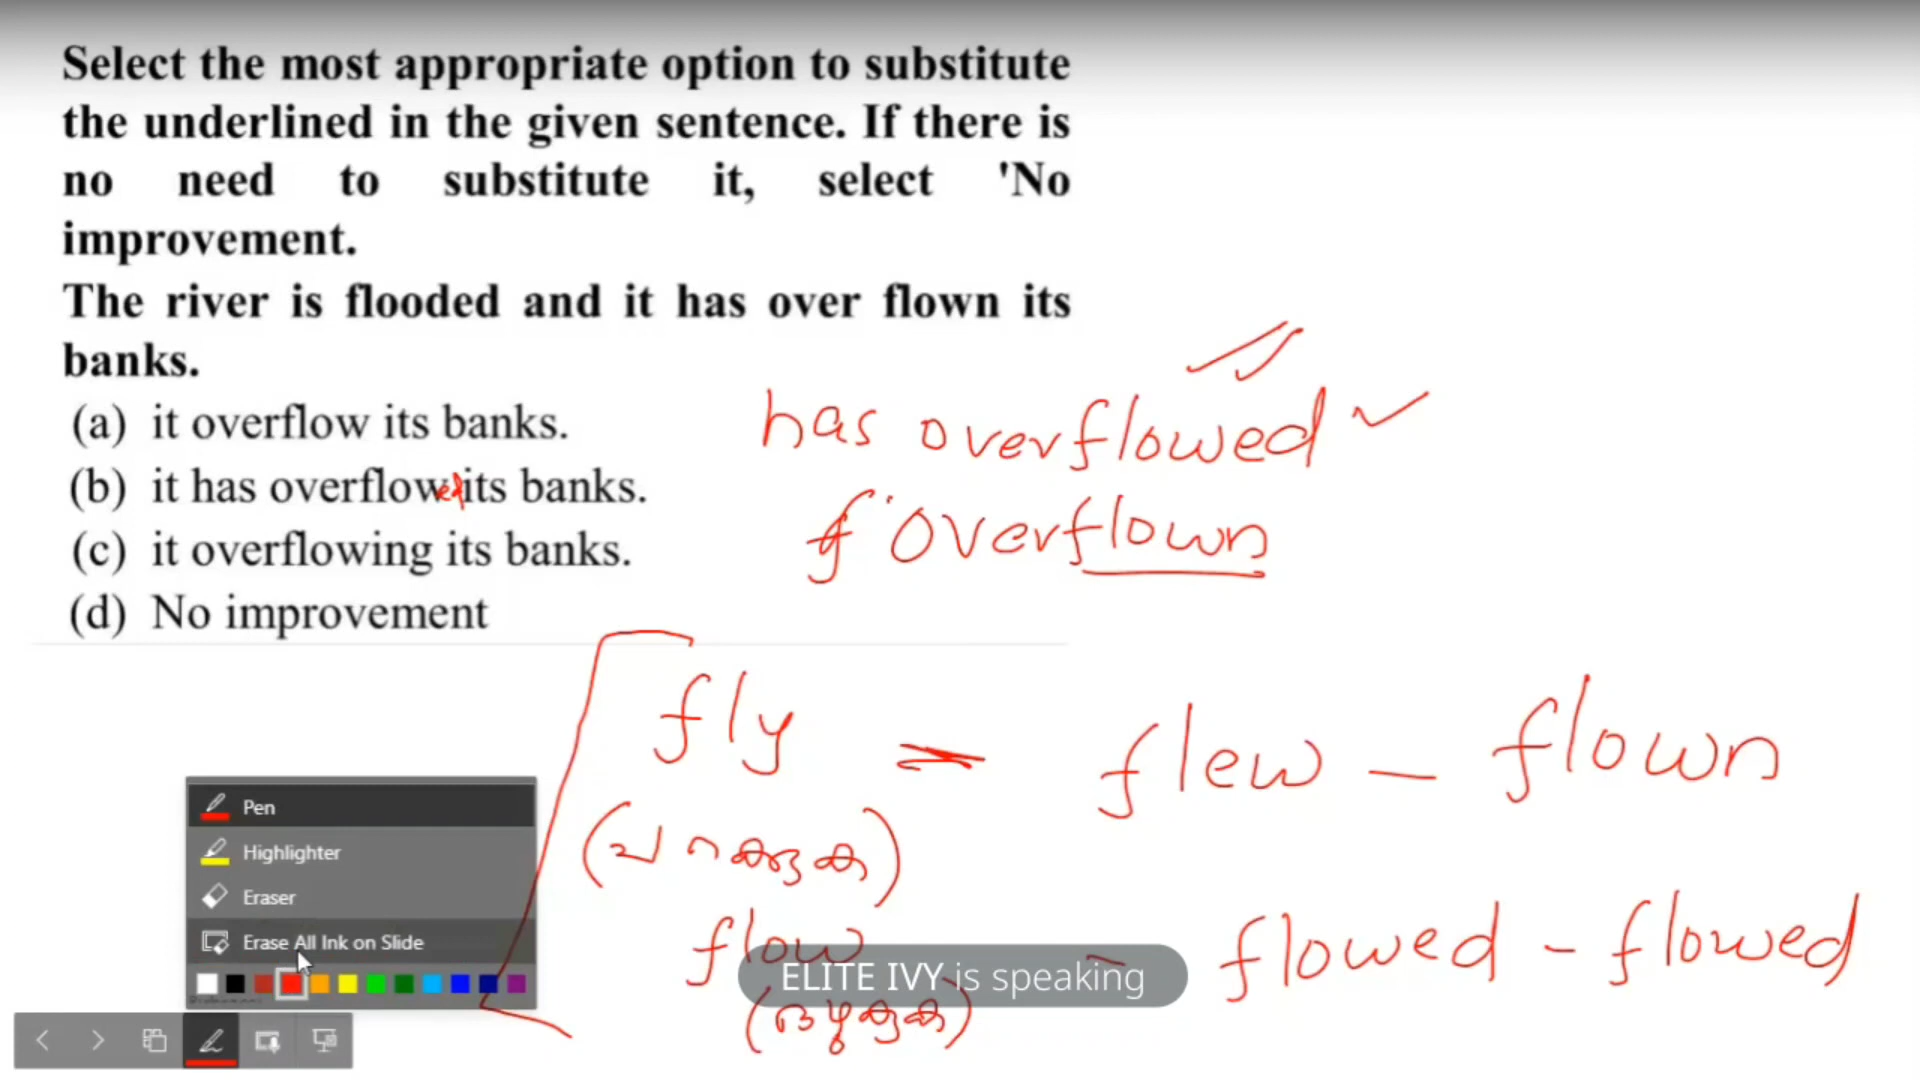 Select the most appropriate option to substitute
the underlined in the given sentence. If there is
no need to substitute it, select 'No
improvement.
The river is flooded and it has over flown its
banks.
(a) it overflow its banks.
(b) it has overflowed its banks.
(c) it overflowing its banks.
(d) No improvement
has overflowed ✓
overflown
fly = flew - flown
(പറക്കുക)
flow - flowed - flowed
(ഒഴുകുക)
Pen
Highlighter
Eraser
Erase All Ink on Slide
ELITE IVY is speaking